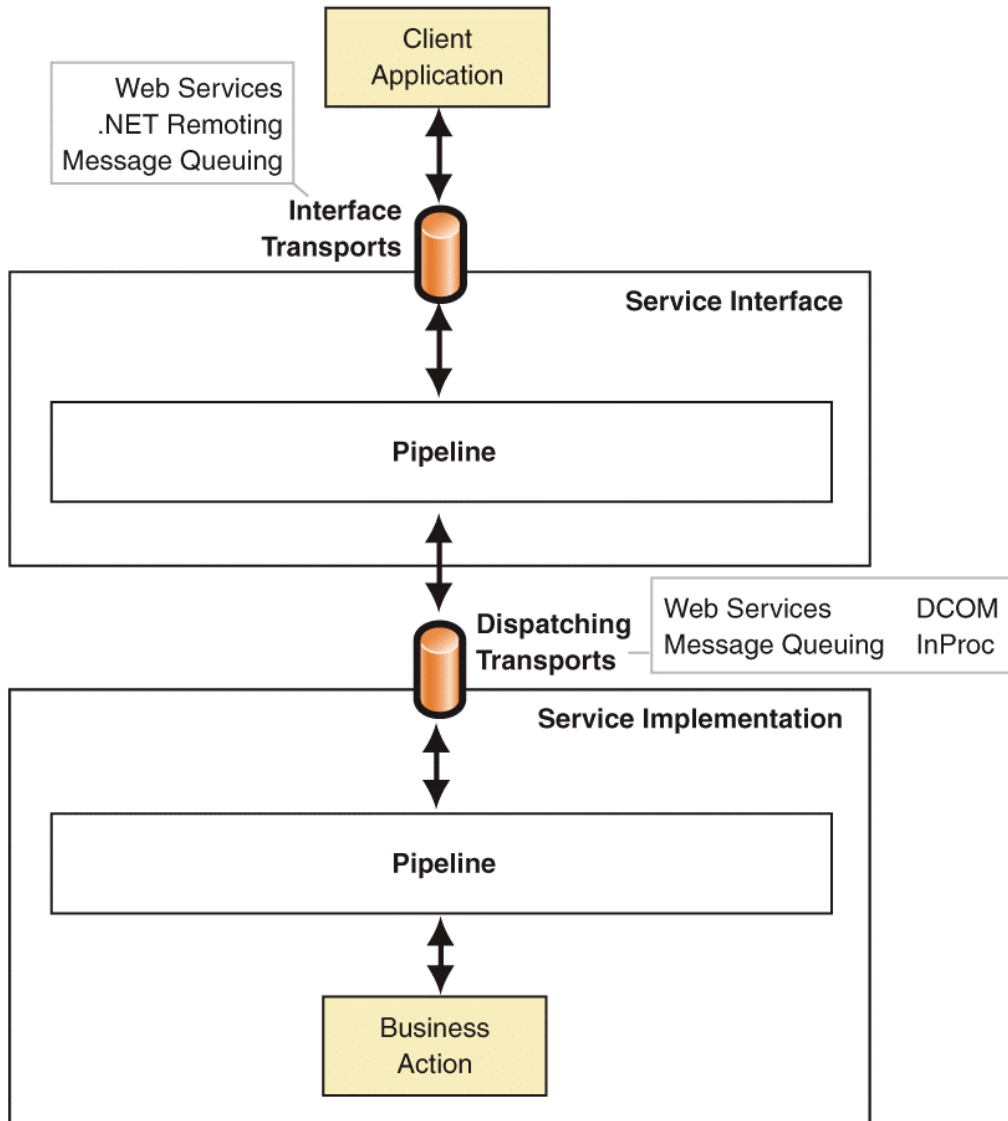 Client
Application
Web Services
.NET Remoting
Message Queuing
Interface
Transports
Service Interface
Pipeline
Dispatching
Transports
Web Services DCOM
Message Queuing InProc
Service Implementation
Pipeline
Business
Action